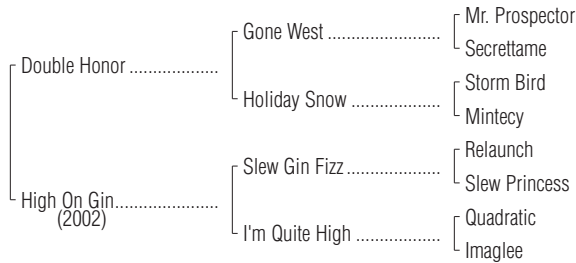 Mr. Prospector
Gone West ....................
Secrettame
Double Honor ..................
Storm Bird
Holiday Snow ..................
Mintecy
Relaunch
Slew Gin Fizz...................
Slew Princess
High On Gin.....................
(2002)
Quadratic
I'm Quite High .................
Imaglee